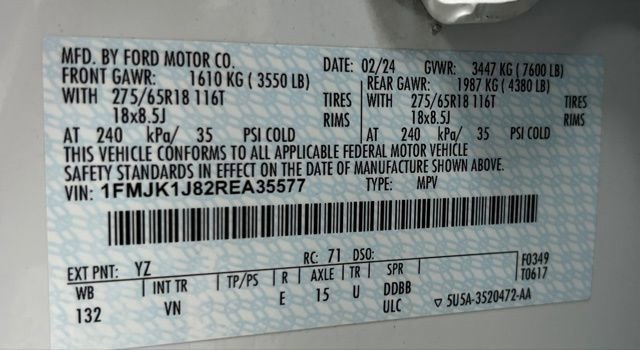 MFD. BY FORD MOTOR CO. DATE: 02/24 GVWR: 3447 KG ( 7600 LB)
FRONT GAWR: 1610 KG ( 3550 LB) REAR GAWR: 1987 KG ( 4380 LB)
WITH 275/65R18 116T TIRES WITH 275/65R18 116T TIRES
18x8.5J RIMS 18x8.5J RIMS
AT 240 kPa/ 35 PSI COLD AT 240 kPa/ 35 PSI COLD
THIS VEHICLE CONFORMS TO ALL APPLICABLE FEDERAL MOTOR VEHICLE
SAFETY STANDARDS IN EFFECT ON THE DATE OF MANUFACTURE SHOWN ABOVE.
VIN: 1FMJK1J82REA35577 TYPE: MPV
EXT PNT: YZ RC: 71 DSO: F0349
T0617
WB INT TR TP/PS R AXLE TR SPR
132 VN E 15 U DDBB
ULC 5U5A-3520472-AA